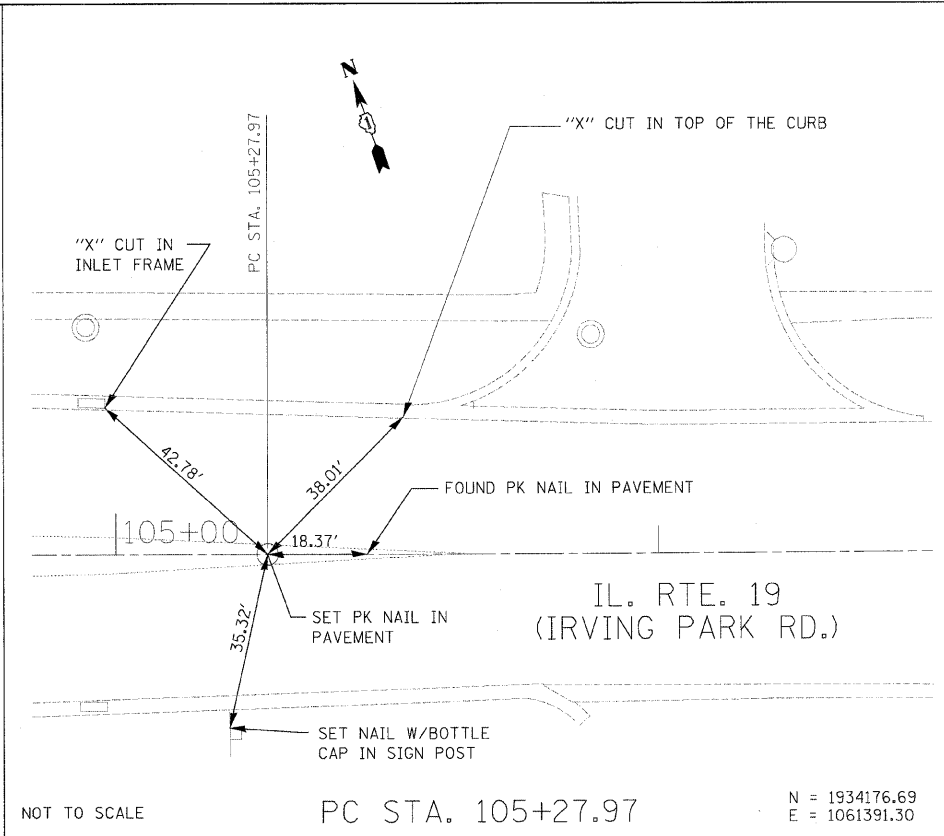 N
1
PC STA. 105+27.97
"X" CUT IN TOP OF THE CURB
"X" CUT IN
INLET FRAME
42.78'
38.01'
FOUND PK NAIL IN PAVEMENT
105+00
18.37'
IL. RTE. 19
(IRVING PARK RD.)
SET PK NAIL IN
PAVEMENT
35.32'
SET NAIL W/BOTTLE
CAP IN SIGN POST
NOT TO SCALE
PC STA. 105+27.97
N = 1934176.69
E = 1061391.30